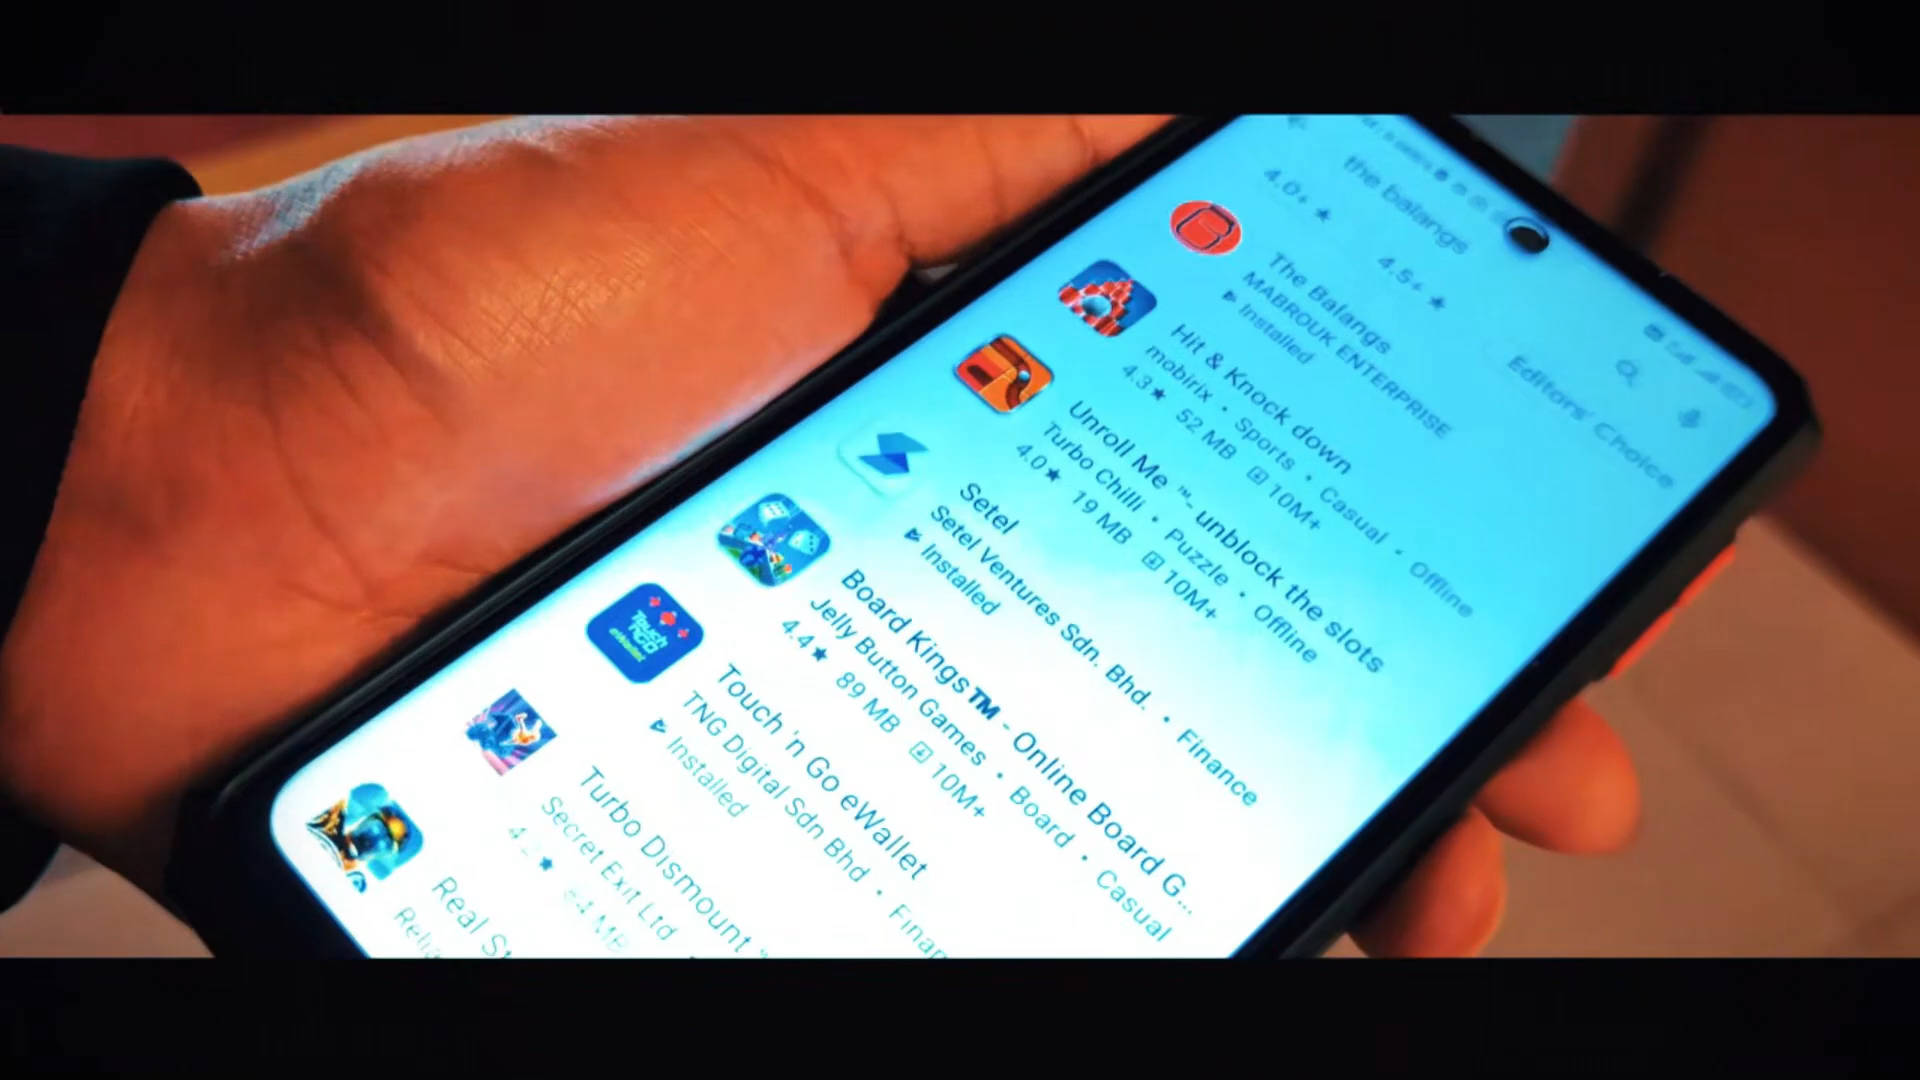 the balangs
4.0+ ★
4.5+ ★
Editors' Choice
The Balangs
MABROUK ENTERPRISE
Installed
Hit & Knock down
mobirix • Sports • Casual • Offline
4.3★ 52 MB 10M+
Unroll Me ™- unblock the slots
Turbo Chilli • Puzzle • Offline
4.0★ 19 MB 10M+
Setel
Setel Ventures Sdn. Bhd. • Finance
Installed
Board Kings™ - Online Board G...
Jelly Button Games • Board • Casual
4.4★ 89 MB 10M+
Touch 'n Go eWallet
TNG Digital Sdn Bhd •
Installed
Turbo Dismount
Secret Exit Ltd
Real